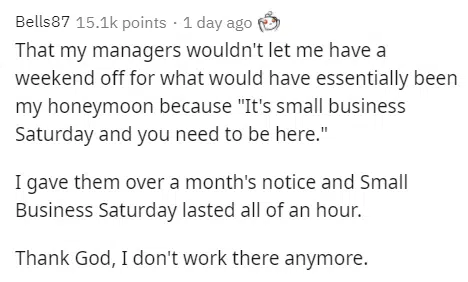 Bells87 15.1k points · 1 day ago
That my managers wouldn't let me have a
weekend off for what would have essentially been
my honeymoon because "It's small business
Saturday and you need to be here."
I gave them over a month's notice and Small
Business Saturday lasted all of an hour.
Thank God, I don't work there anymore.